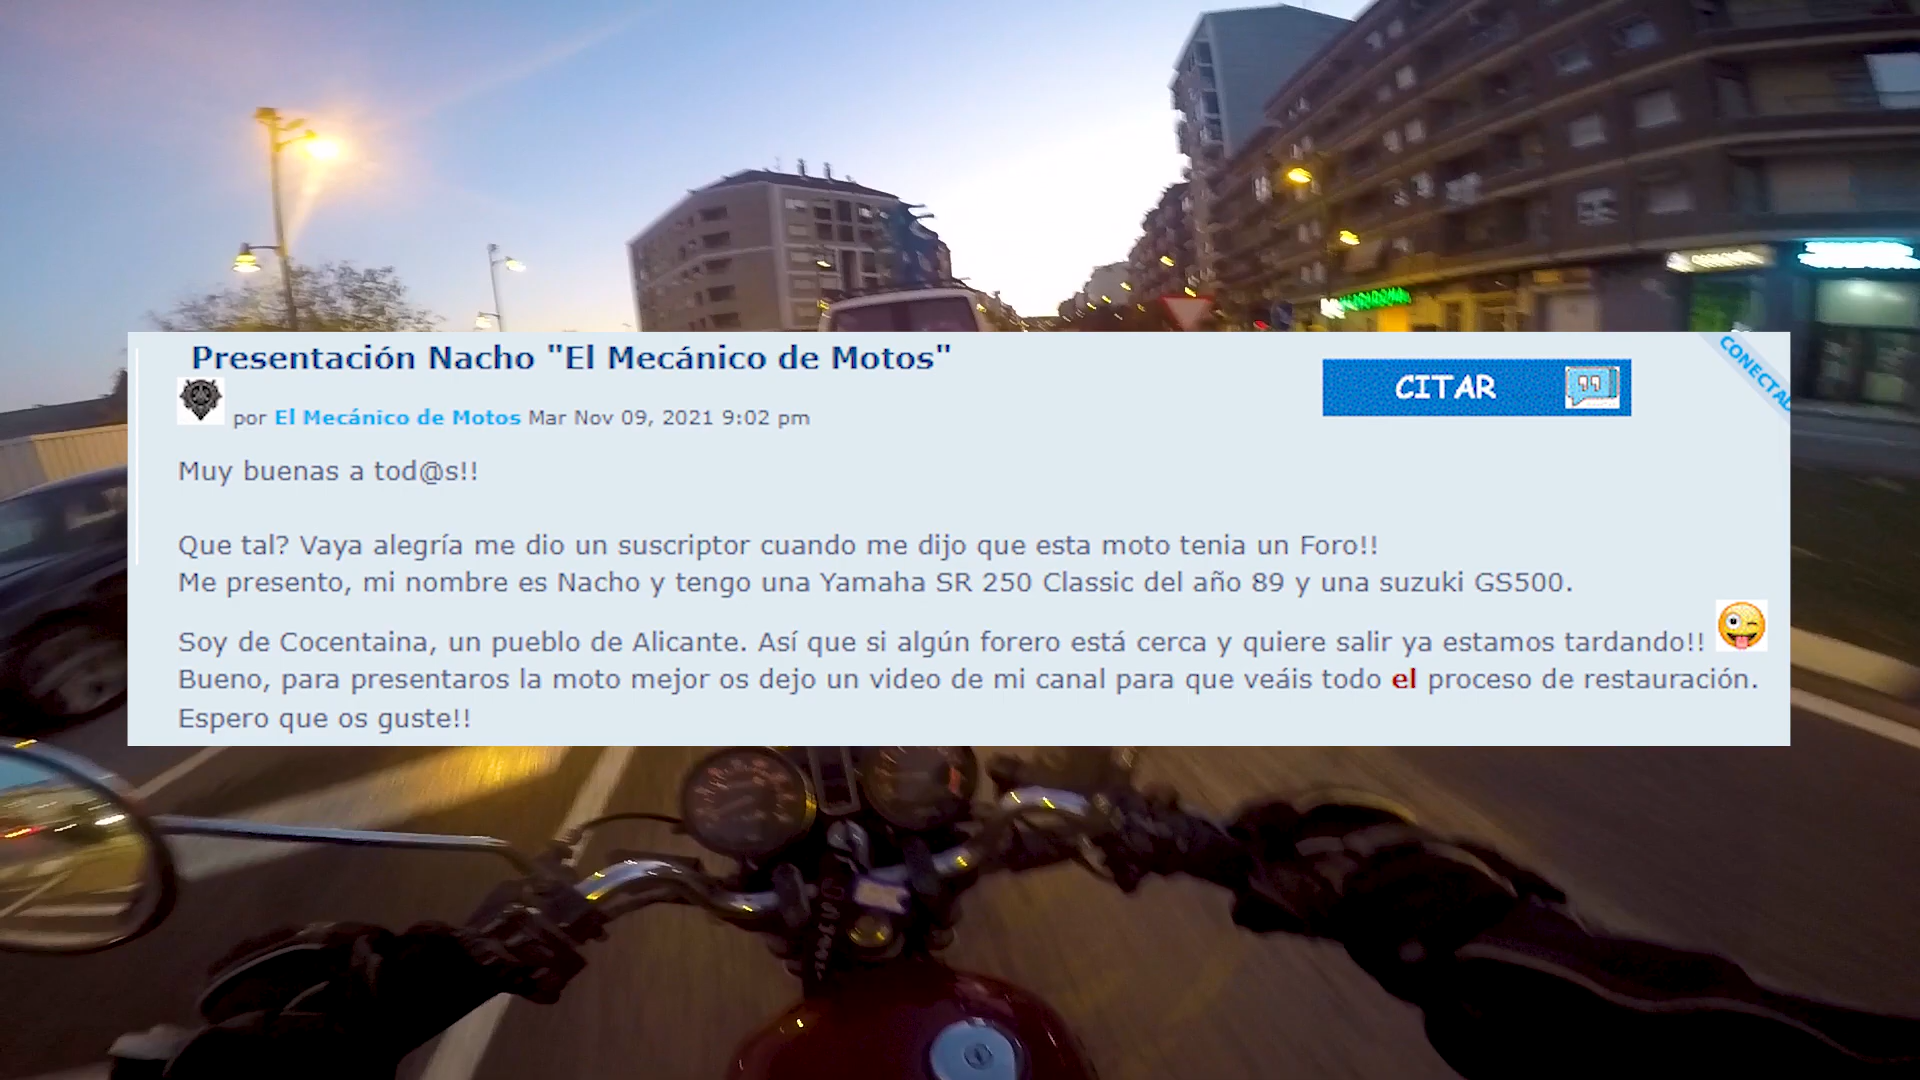 Presentación Nacho "El Mecánico de Motos"
CITAR
CONECTAD
por El Mecánico de Motos Mar Nov 09, 2021 9:02 pm
Muy buenas a tod@s!!
Que tal? Vaya alegría me dio un suscriptor cuando me dijo que esta moto tenia un Foro!!
Me presento, mi nombre es Nacho y tengo una Yamaha SR 250 Classic del año 89 y una suzuki GS500.
Soy de Cocentaina, un pueblo de Alicante. Así que si algún forero está cerca y quiere salir ya estamos tardando!!
Bueno, para presentaros la moto mejor os dejo un video de mi canal para que veáis todo el proceso de restauración.
Espero que os guste!!